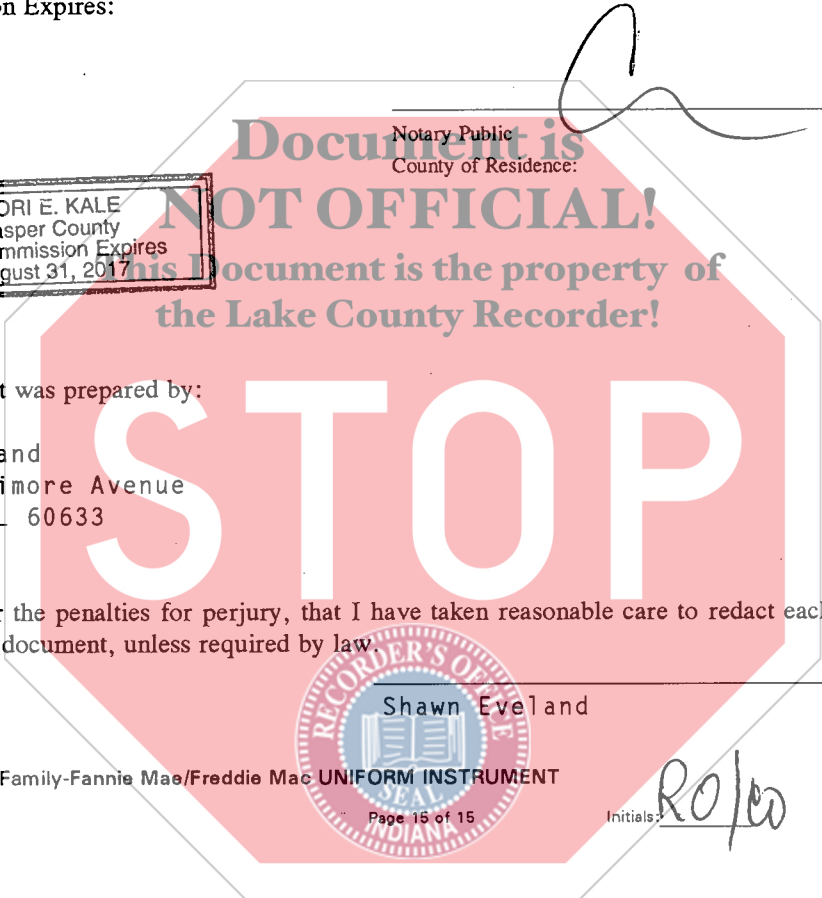 on Expires:
Document is
Notary Public
County of Residence:
NOT OFFICIAL!
ORI E. KALE
asper County
mmission Expires
gust 31, 2017
This Document is the property of
the Lake County Recorder!
t was prepared by:
STOP
and
imore Avenue
60633
r the penalties for perjury, that I have taken reasonable care to redact each
document, unless required by law.
RECORDER'S OFFICE
Shawn Eveland
Family-Fannie Mae/Freddie Mac UNIFORM INSTRUMENT
SEAL
INDIANA
Page 15 of 15
Initials: RO/CO